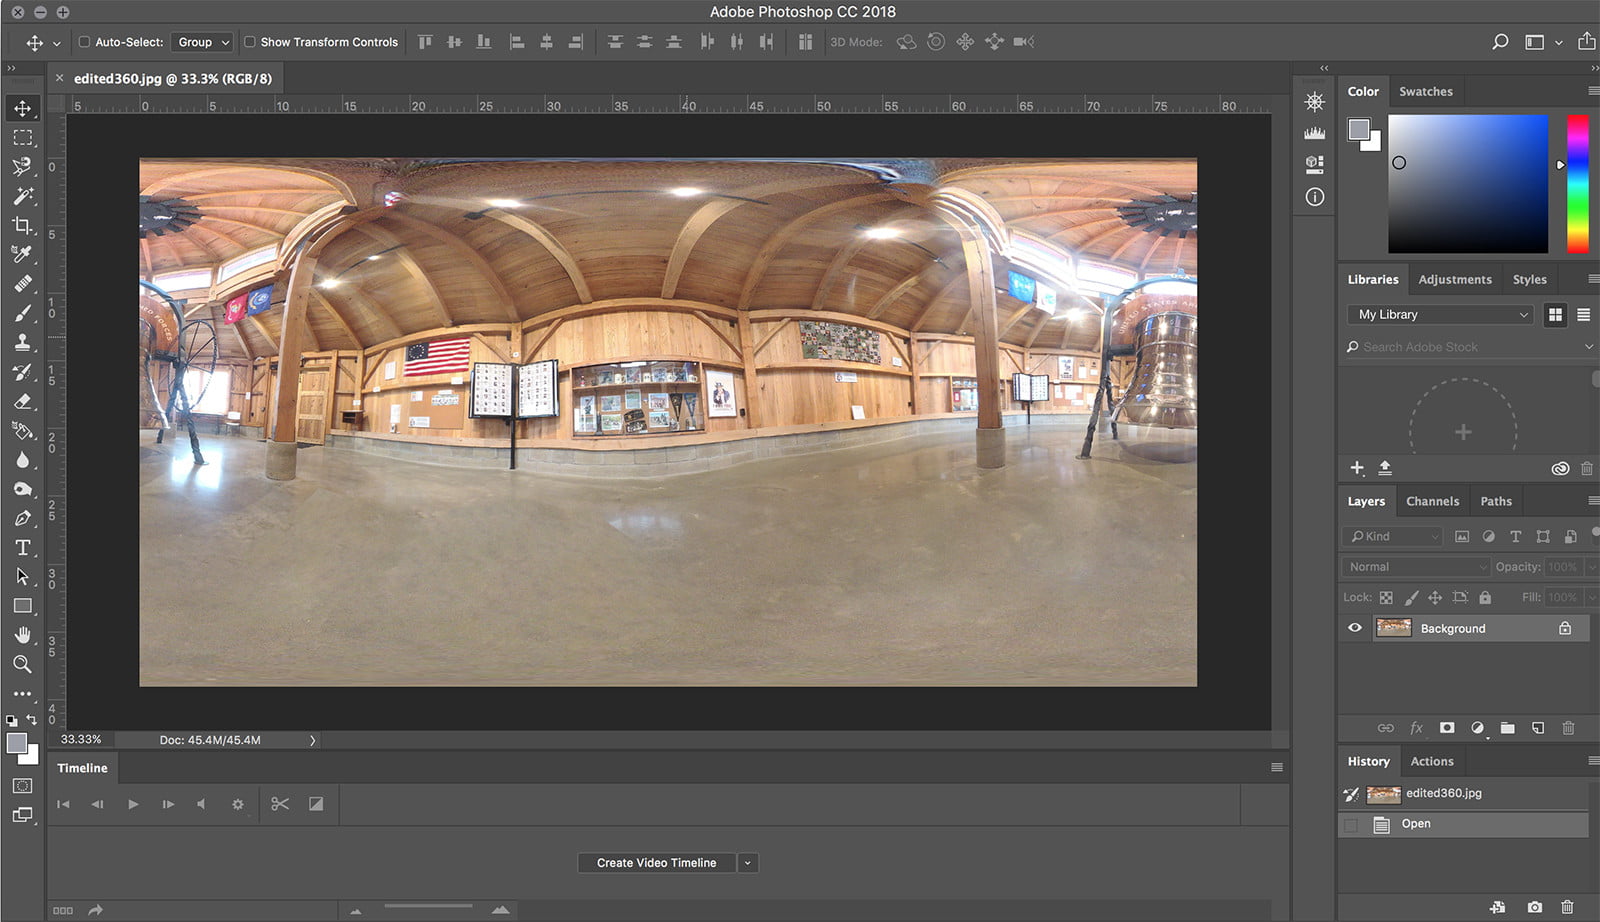 Adobe Photoshop CC 2018
Auto-Select: Group Show Transform Controls 3D Mode:
edited360.jpg @ 33.3% (RGB/8)
5 0 5 10 15 20 25 30 35 40 45 50 55 60 65 70 75 80
0
5
10
15
20
25
30
35
40
UNITED STATES
33.33% Doc: 45.4M/45.4M
Timeline
Create Video Timeline
Color Swatches
Libraries Adjustments Styles
My Library
Search Adobe Stock
Layers Channels Paths
Kind
Normal Opacity: 100%
Lock: Fill: 100%
Background
History Actions
edited360.jpg
Open